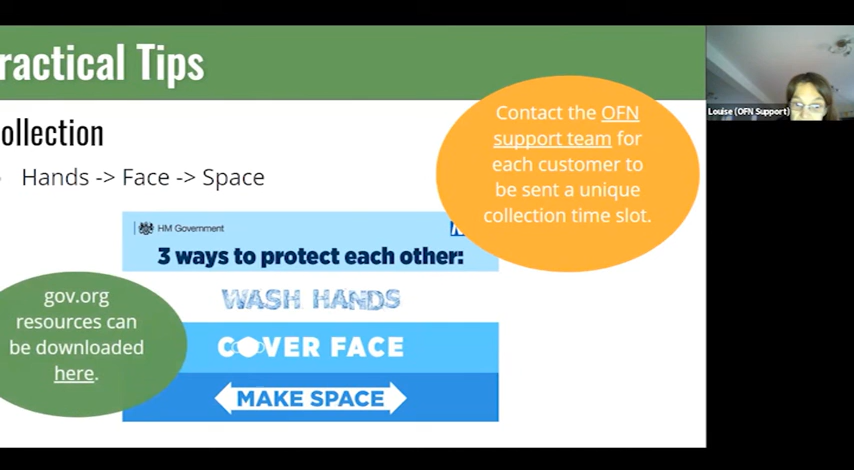 ractical Tips
Louise (OFN Support)
ollection
Hands -> Face -> Space
Contact the OFN
support team for
each customer to
be sent a unique
collection time slot.
HM Government
3 ways to protect each other:
WASH HANDS
COVER FACE
MAKE SPACE
gov.org
resources can
be downloaded
here.